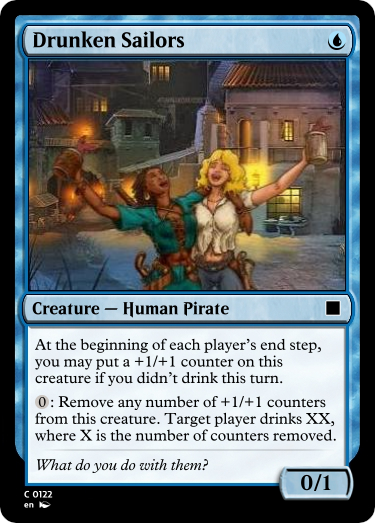 Drunken Sailors
Creature — Human Pirate
At the beginning of each player's end step,
you may put a +1/+1 counter on this
creature if you didn't drink this turn.
0: Remove any number of +1/+1 counters
from this creature. Target player drinks XX,
where X is the number of counters removed.
What do you do with them?
0/1
C 0122
en